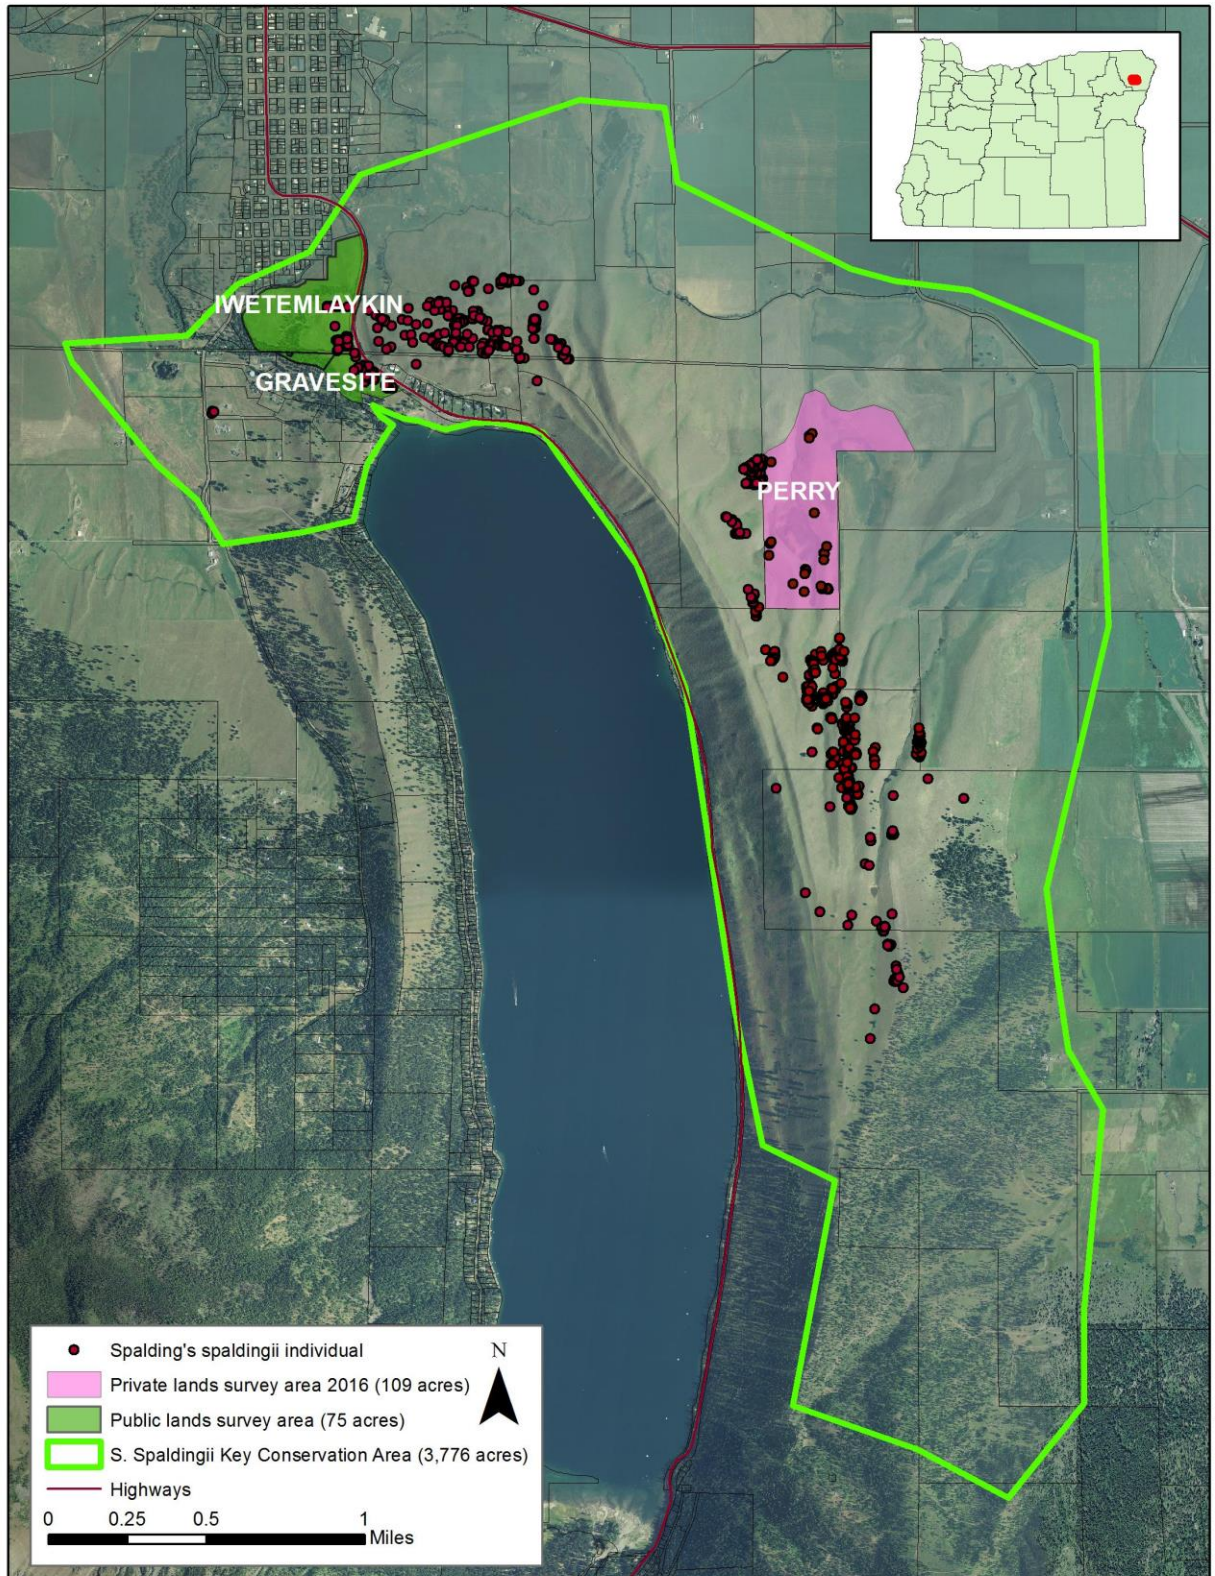 IWETEMLAYKIN
GRAVESITE
PERRY
Spalding's spaldingii individual
N
Private lands survey area 2016 (109 acres)
Public lands survey area (75 acres)
S. Spaldingii Key Conservation Area (3,776 acres)
Highways
0 0.25 0.5 1
Miles